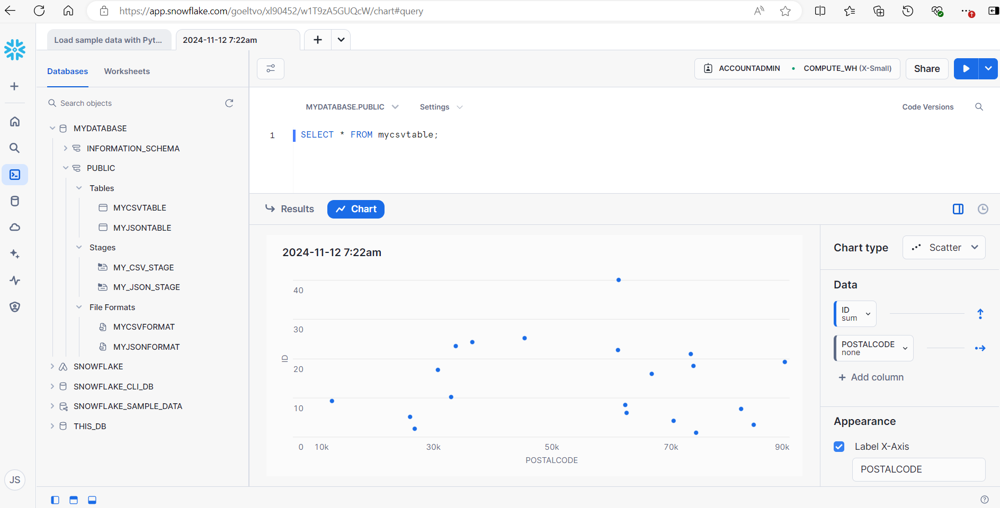 https://app.snowflake.com/goeltvo/xl90452/w1T9zA5GUQcW/chart#query
Load sample data with Pyt...
2024-11-12 7:22am
Databases
Worksheets
Search objects
MYDATABASE
INFORMATION_SCHEMA
PUBLIC
Tables
MYCSVTABLE
MYJSONTABLE
Stages
MY_CSV_STAGE
MY_JSON_STAGE
File Formats
MYCSVFORMAT
MYJSONFORMAT
SNOWFLAKE
SNOWFLAKE_CLI_DB
SNOWFLAKE_SAMPLE_DATA
THIS_DB
JS
ACCOUNTADMIN
COMPUTE_WH (X-Small)
Share
MYDATABASE.PUBLIC
Settings
Code Versions
1
SELECT * FROM mycsvtable;
Results
Chart
2024-11-12 7:22am
40
30
20
10
ID
0
10k
30k
50k
70k
90k
POSTALCODE
Chart type
Scatter
Data
ID
sum
POSTALCODE
none
+ Add column
Appearance
Label X-Axis
POSTALCODE